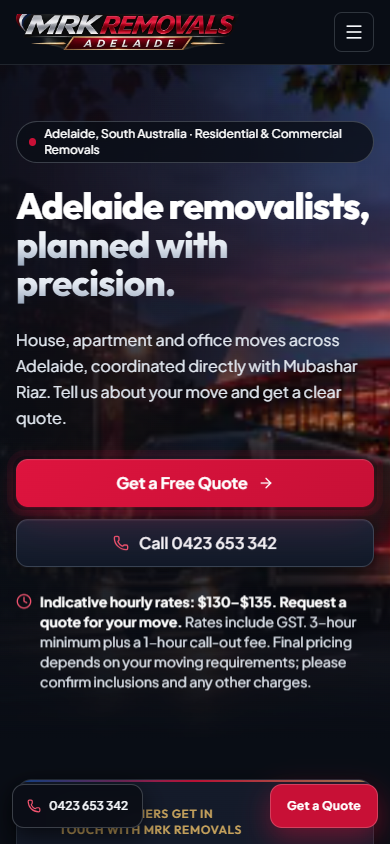 MRK REMOVALS
ADELAIDE
Adelaide, South Australia · Residential & Commercial
Removals
Adelaide removalists,
planned with
precision.
House, apartment and office moves across
Adelaide, coordinated directly with Mubashar
Riaz. Tell us about your move and get a clear
quote.
Get a Free Quote →
Call 0423 653 342
Indicative hourly rates: $130–$135. Request a
quote for your move. Rates include GST. 3-hour
minimum plus a 1-hour call-out fee. Final pricing
depends on your moving requirements; please
confirm inclusions and any other charges.
GET IN
TOUCH WITH MRK REMOVALS
0423 653 342
Get a Quote